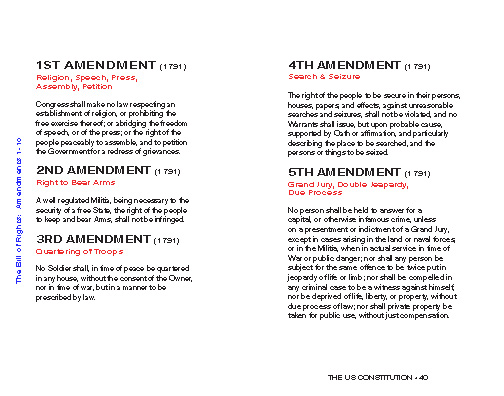 The Bill of Rights: Amendments 1- 10
1ST AMENDMENT (1791)
Religion, Speech, Press,
Assembly, Petition
Congress shall make no law respecting an
establishment of religion, or prohibiting the
free exercise thereof; or abridging the freedom
of speech, or of the press; or the right of the
people peaceably to assemble, and to petition
the Government for a redress of grievances.
2ND AMENDMENT (1791)
Right to Bear Arms
A well regulated Militia, being necessary to the
security of a free State, the right of the people
to keep and bear Arms, shall not be infringed.
3RD AMENDMENT (1791)
Quartering of Troops
No Soldier shall, in time of peace be quartered
in any house, without the consent of the Owner,
nor in time of war, but in a manner to be
prescribed by law.
4TH AMENDMENT (1791)
Search & Seizure
The right of the people to be secure in their persons,
houses, papers, and effects, against unreasonable
searches and seizures, shall not be violated, and no
Warrants shall issue, but upon probable cause,
supported by Oath or affirmation, and particularly
describing the place to be searched, and the
persons or things to be seized.
5TH AMENDMENT (1791)
Grand Jury, Double Jeopardy,
Due Process
No person shall be held to answer for a
capital, or otherwise infamous crime, unless
on a presentment or indictment of a Grand Jury,
except in cases arising in the land or naval forces,
or in the Militia, when in actual service in time of
War or public danger; nor shall any person be
subject for the same offence to be twice put in
jeopardy of life or limb; nor shall be compelled in
any criminal case to be a witness against himself,
nor be deprived of life, liberty, or property, without
due process of law; nor shall private property be
taken for public use, without just compensation.
THE US CONSTITUTION • 40